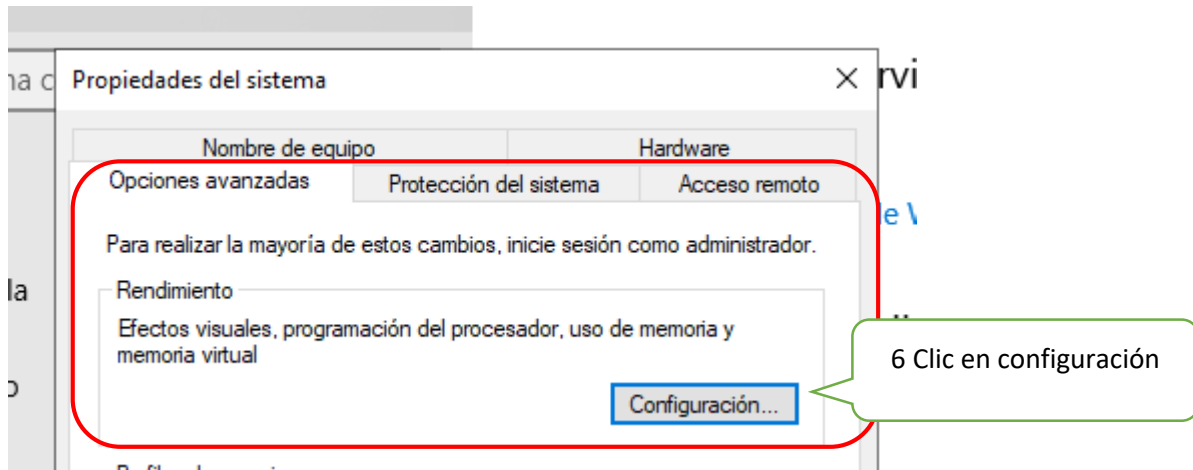 Propiedades del sistema
Nombre de equipo
Hardware
Opciones avanzadas
Protección del sistema
Acceso remoto
Para realizar la mayoría de estos cambios, inicie sesión como administrador.
Rendimiento
Efectos visuales, programación del procesador, uso de memoria y
memoria virtual
6 Clic en configuración
Configuración...